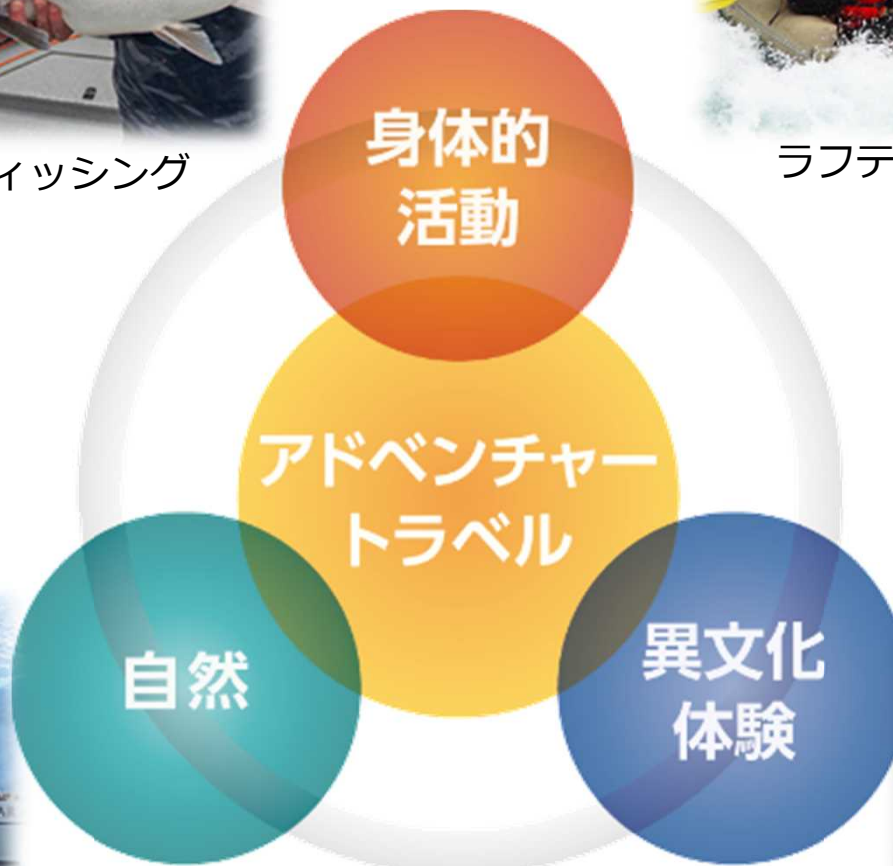 身体的
活動
ィッシング
ラフテ
アドベンチャー
トラベル
自然
異文化
体験